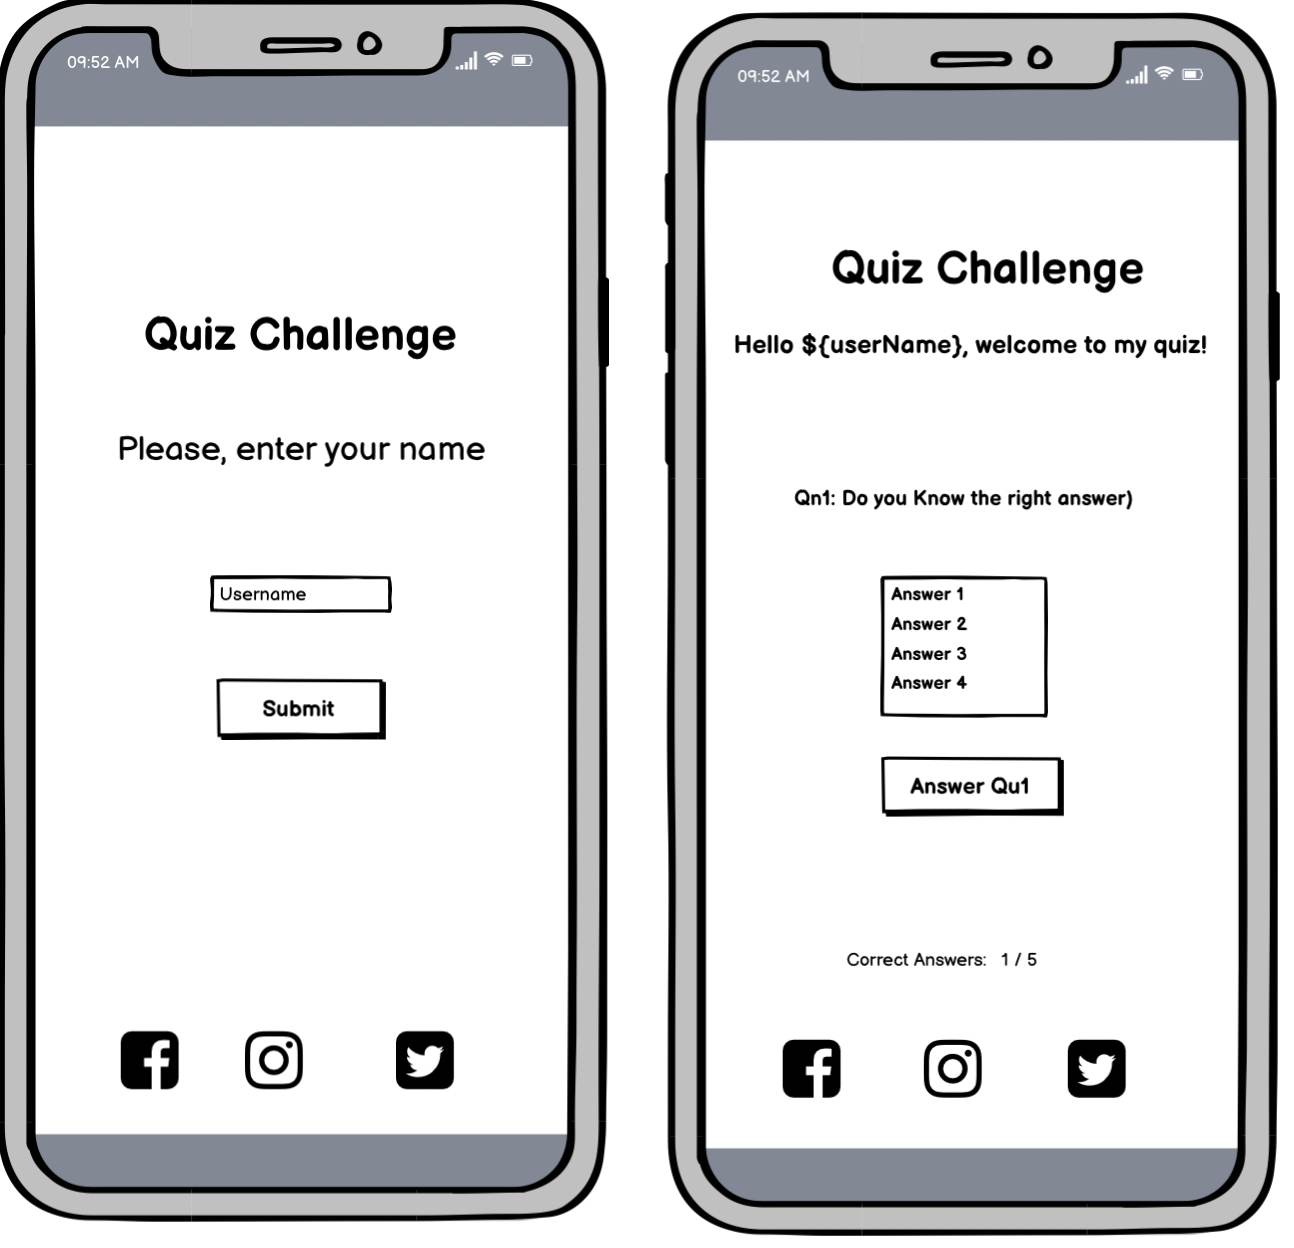 09:52 AM
Quiz Challenge
Please, enter your name
Username
Submit
09:52 AM
Quiz Challenge
Hello ${userName}, welcome to my quiz!
Qn1: Do you Know the right answer)
Answer 1
Answer 2
Answer 3
Answer 4
Answer Qu1
Correct Answers: 1 / 5